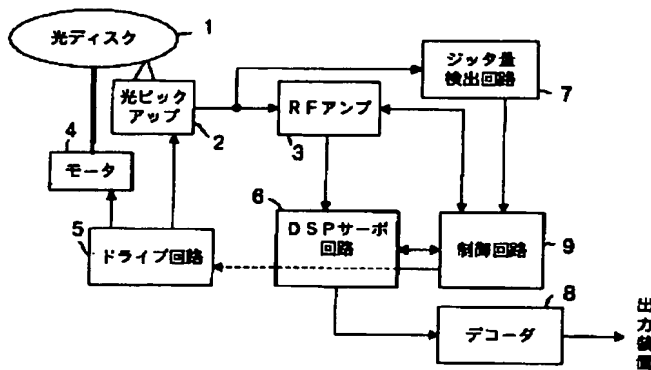 光ディスク
1
光ピック
アップ
2
4
モータ
5
ドライブ回路
RFアンプ
3
ジッタ量
検出回路
7
6
DSPサーボ
回路
制御回路
9
8
デコーダ
出
力
装
置